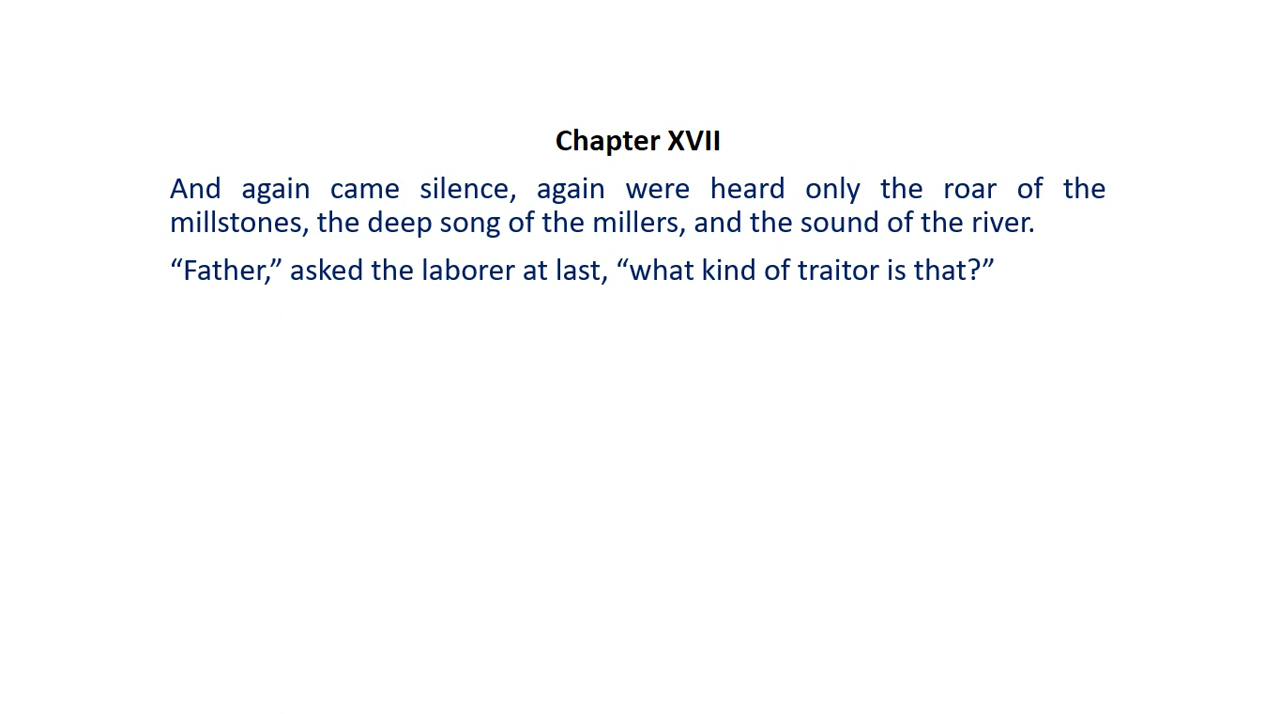 Chapter XVII
And again came silence, again were heard only the roar of the
millstones, the deep song of the millers, and the sound of the river.
“Father,” asked the laborer at last, “what kind of traitor is that?”